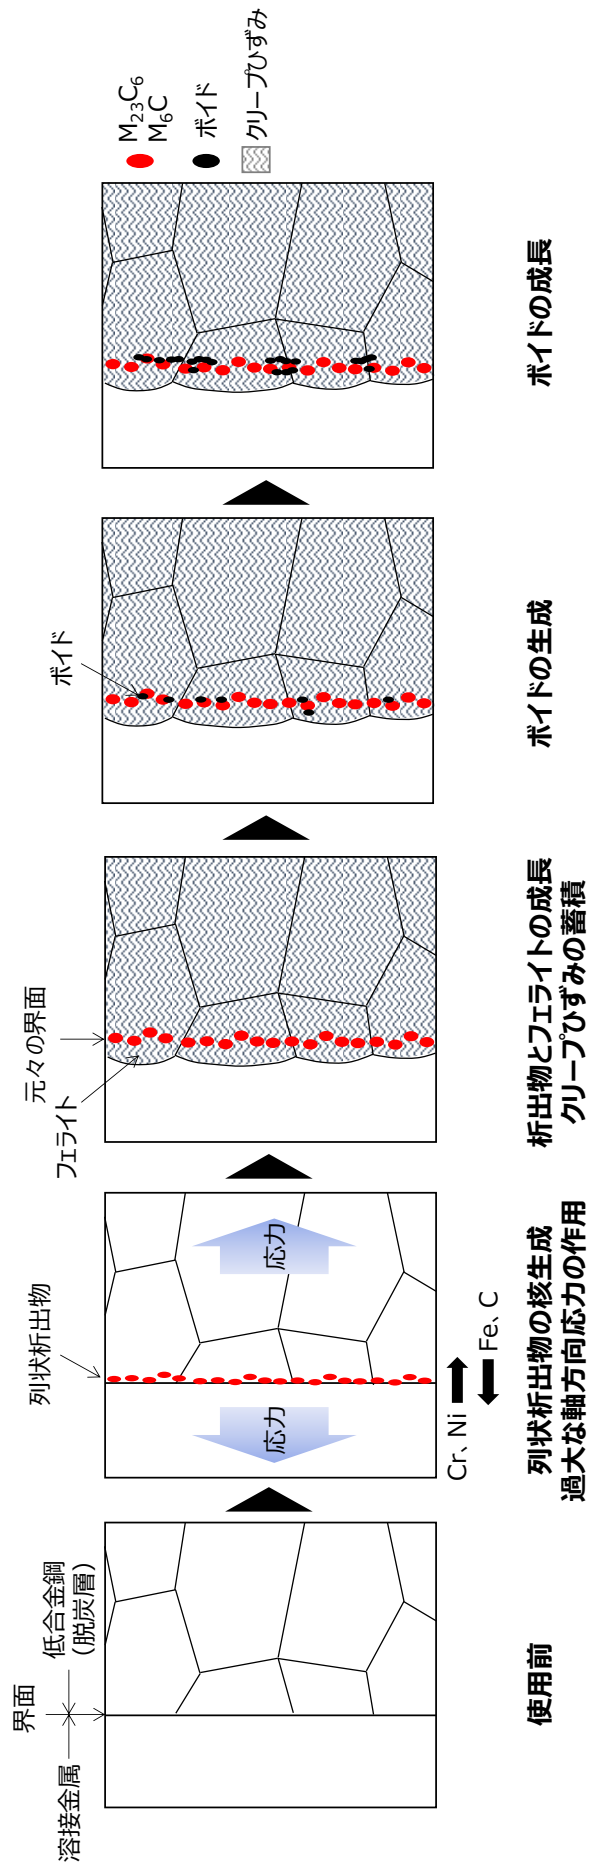 溶接金属
界面
低合金鋼
（脱炭層）
使用前
列状析出物
応力
応力
Cr、Ni
Fe、C
列状析出物の核生成
過大な軸方向応力の作用
フェライト
元々の界面
析出物とフェライトの成長
クリープひずみの蓄積
ボイド
ボイドの生成
M₂₃C₆
M₆C
ボイド
クリープひずみ
ボイドの成長